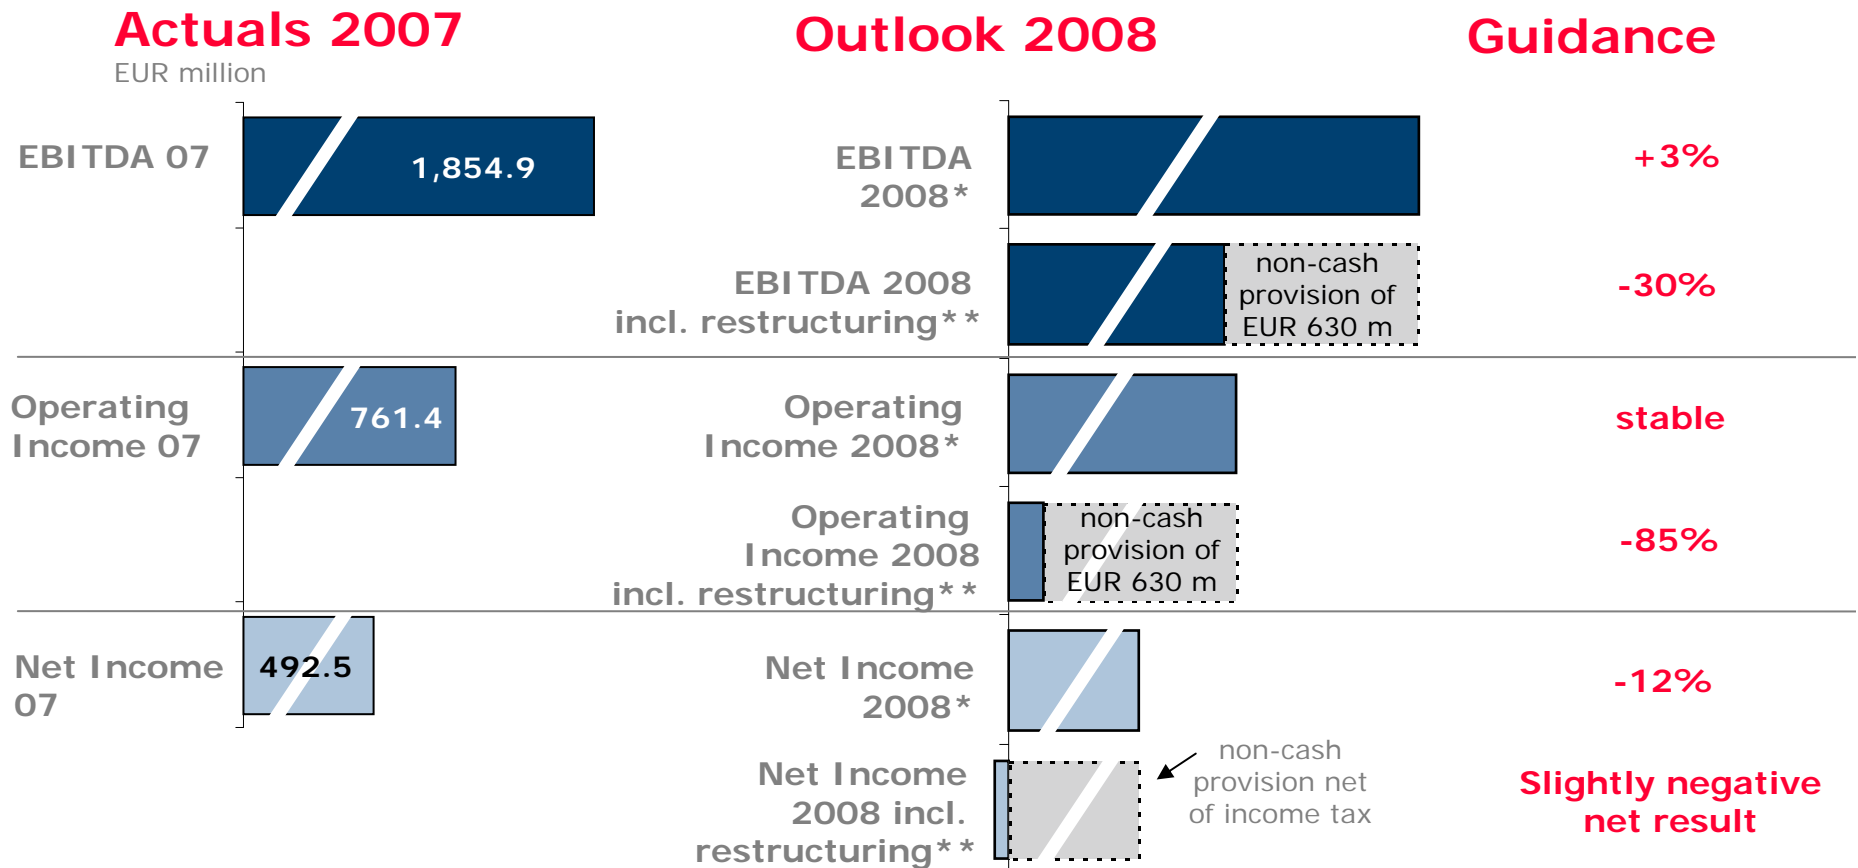 Actuals 2007
EUR million
Outlook 2008
Guidance
EBITDA 07
1,854.9
EBITDA
2008*
+3%
EBITDA 2008
incl. restructuring**
non-cash
provision of
EUR 630 m
-30%
Operating
Income 07
761.4
Operating
Income 2008*
stable
Operating
Income 2008
incl. restructuring**
non-cash
provision of
EUR 630 m
-85%
Net Income
07
492.5
Net Income
2008*
-12%
Net Income
2008 incl.
restructuring**
non-cash
provision net
of income tax
Slightly negative
net result